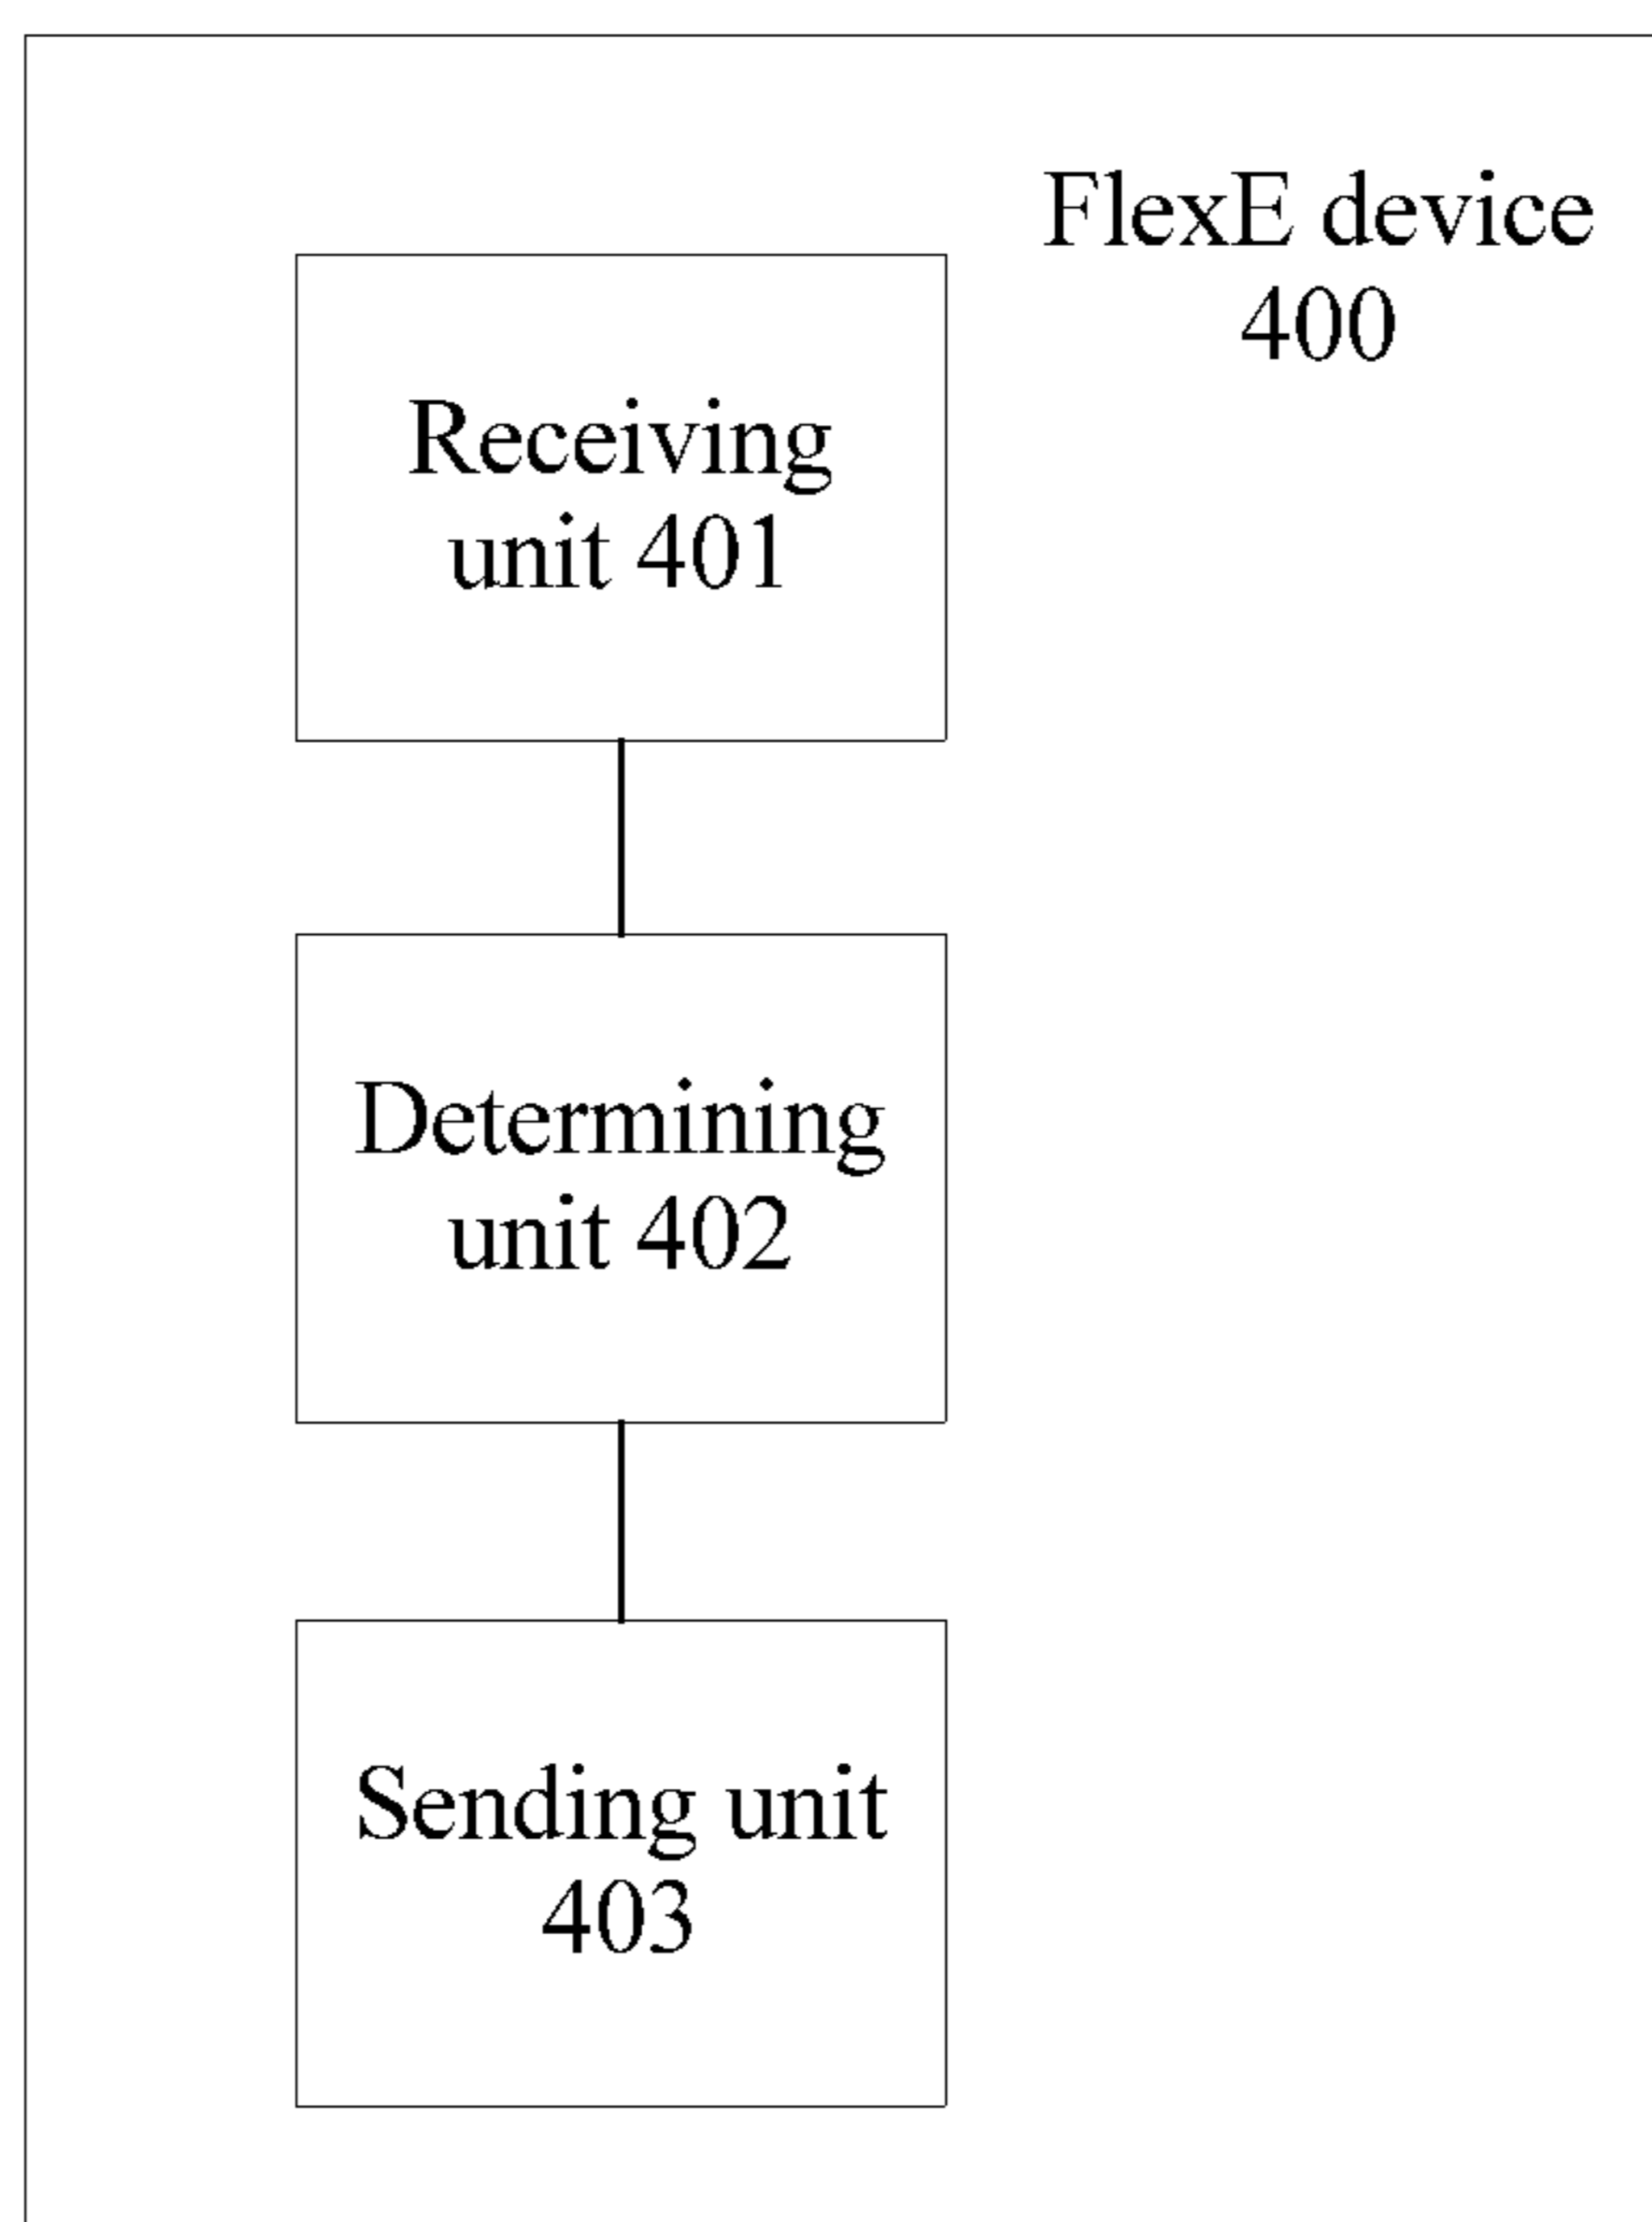 FlexE device
400
Receiving
unit 401
Determining
unit 402
Sending unit
403